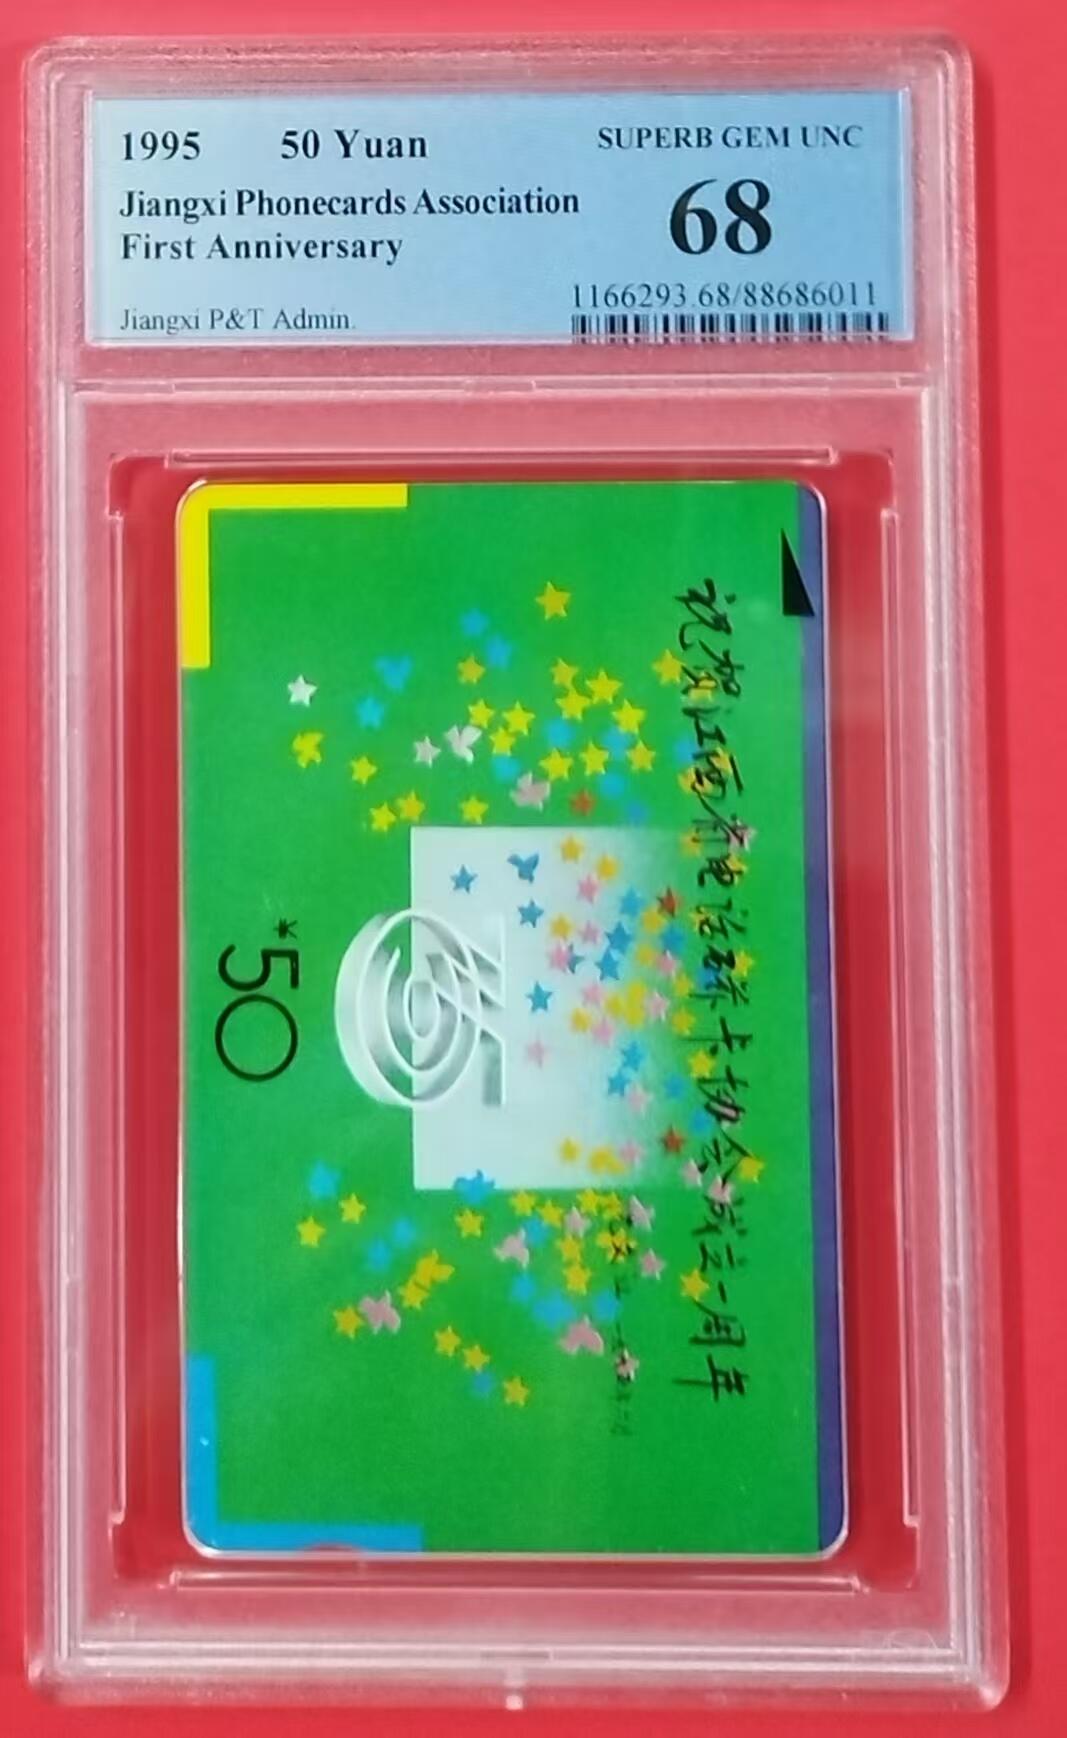 1995 50 Yuan
SUPERB GEM UNC
Jiangxi Phonecards Association
68
First Anniversary
1166293.68/88686011
Jiangxi P&T Admin.
祝贺江西省电话磁卡协会成立一周年
*50